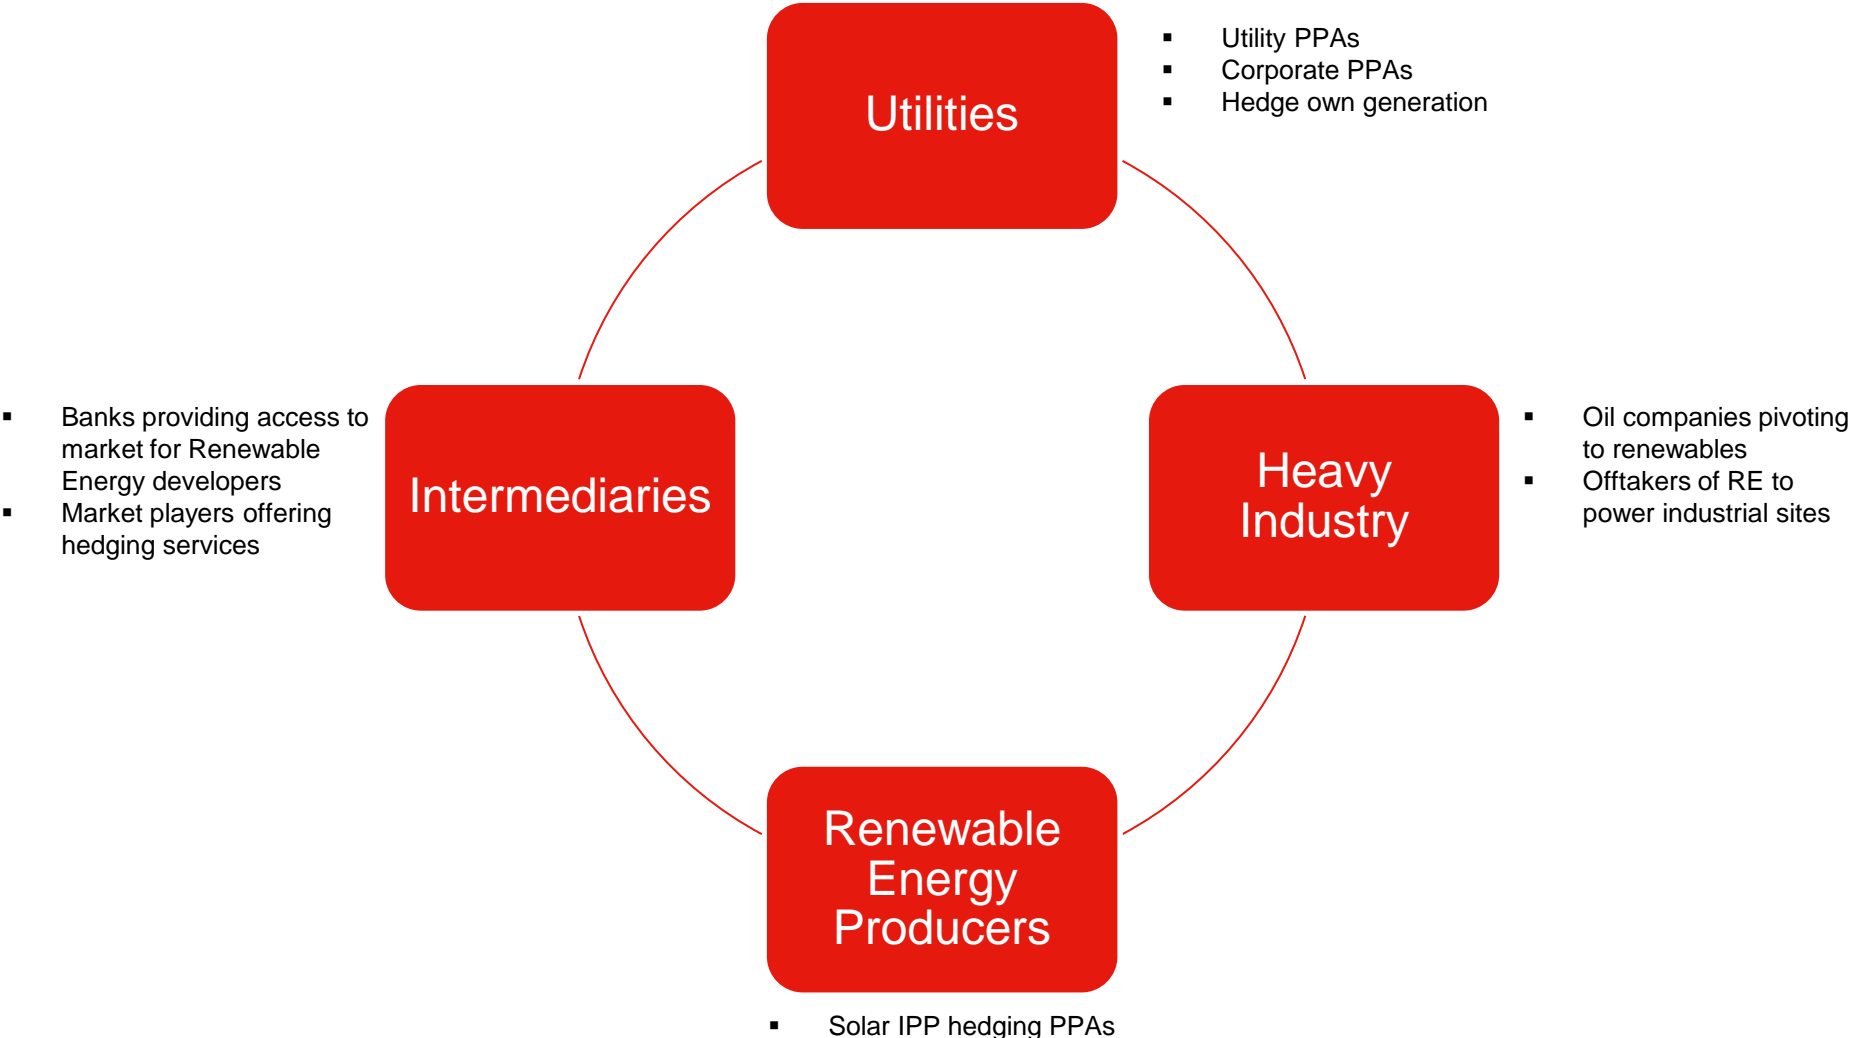 Utilities
▪ Utility PPAs
▪ Corporate PPAs
▪ Hedge own generation
▪ Banks providing access to
market for Renewable
Energy developers
▪ Market players offering
hedging services
Intermediaries
Heavy
Industry
▪ Oil companies pivoting
to renewables
▪ Offtakers of RE to
power industrial sites
Renewable
Energy
Producers
▪ Solar IPP hedging PPAs